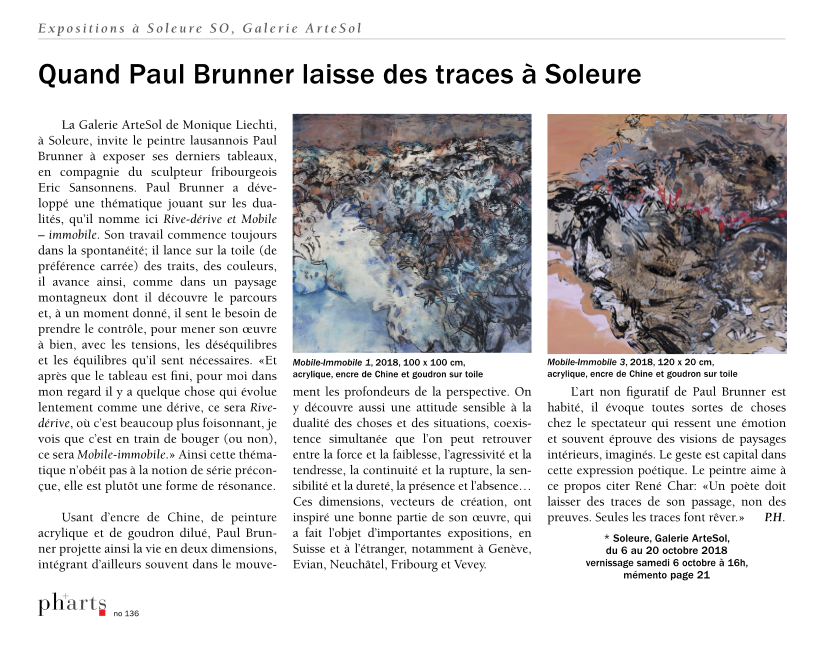 Expositions à Soleure SO, Galerie ArteSol
Quand Paul Brunner laisse des traces à Soleure
La Galerie ArteSol de Monique Liechti,
à Soleure, invite le peintre lausannois Paul
Brunner à exposer ses derniers tableaux,
en compagnie du sculpteur fribourgeois
Eric Sansonnens. Paul Brunner a déve-
loppé une thématique jouant sur les dua-
lités, qu'il nomme ici Rive-dérive et Mobile
– immobile. Son travail commence toujours
dans la spontanéité; il lance sur la toile (de
préférence carrée) des traits, des couleurs,
il avance ainsi, comme dans un paysage
montagneux dont il découvre le parcours
et, à un moment donné, il sent le besoin de
prendre le contrôle, pour mener son œuvre
à bien, avec les tensions, les déséquilibres
et les équilibres qu'il sent nécessaires. «Et
après que le tableau est fini, pour moi dans
mon regard il y a quelque chose qui évolue
lentement comme une dérive, ce sera Rive-
dérive, où c'est beaucoup plus foisonnant, je
vois que c'est en train de bouger (ou non),
ce sera Mobile-immobile.» Ainsi cette théma-
tique n'obéit pas à la notion de série précon-
çue, elle est plutôt une forme de résonance.
Usant d'encre de Chine, de peinture
acrylique et de goudron dilué, Paul Brun-
ner projette ainsi la vie en deux dimensions,
intégrant d'ailleurs souvent dans le mouve-
Mobile-Immobile 1, 2018, 100 x 100 cm,
acrylique, encre de Chine et goudron sur toile
ment les profondeurs de la perspective. On
y découvre aussi une attitude sensible à la
dualité des choses et des situations, coexis-
tence simultanée que l'on peut retrouver
entre la force et la faiblesse, l'agressivité et la
tendresse, la continuité et la rupture, la sen-
sibilité et la dureté, la présence et l'absence…
Ces dimensions, vecteurs de création, ont
inspiré une bonne partie de son œuvre, qui
a fait l'objet d'importantes expositions, en
Suisse et à l'étranger, notamment à Genève,
Evian, Neuchâtel, Fribourg et Vevey.
Mobile-Immobile 3, 2018, 120 x 20 cm,
acrylique, encre de Chine et goudron sur toile
L'art non figuratif de Paul Brunner est
habité, il évoque toutes sortes de choses
chez le spectateur qui ressent une émotion
et souvent éprouve des visions de paysages
intérieurs, imaginés. Le geste est capital dans
cette expression poétique. Le peintre aime à
ce propos citer René Char: «Un poète doit
laisser des traces de son passage, non des
preuves. Seules les traces font rêver.» P.H.
* Soleure, Galerie ArteSol,
du 6 au 20 octobre 2018
vernissage samedi 6 octobre à 16h,
mémento page 21
ph+arts no 136